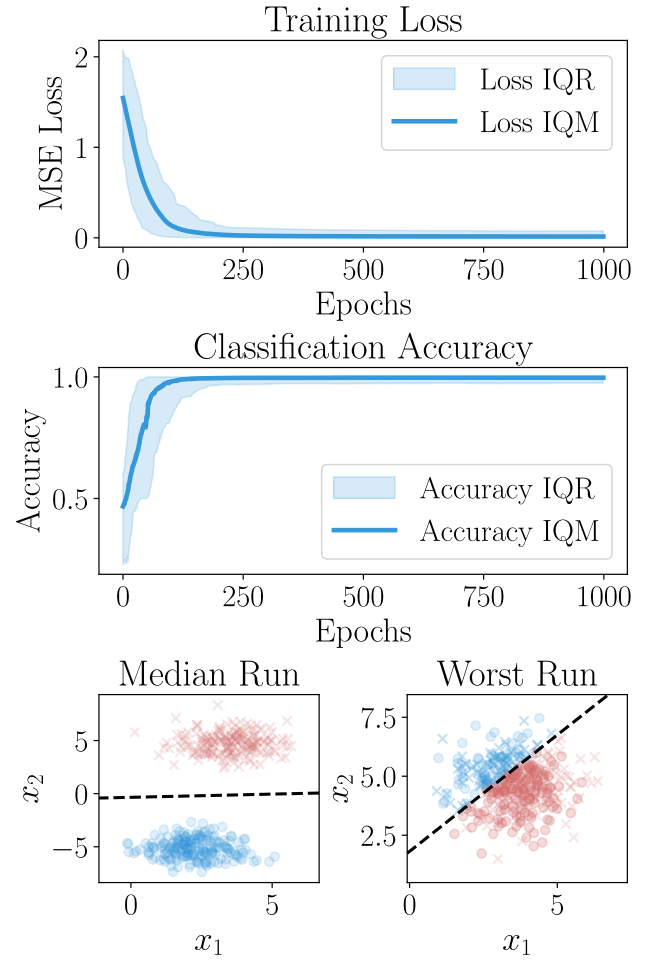 Training Loss
MSE Loss
2
1
0
Loss IQR
Loss IQM
0 250 500 750 1000
Epochs
Classification Accuracy
Accuracy
1.0
0.5
Accuracy IQR
Accuracy IQM
0 250 500 750 1000
Epochs
Median Run
x₂
5
0
−5
0 5
x₁
Worst Run
x₂
7.5
5.0
2.5
0 5
x₁